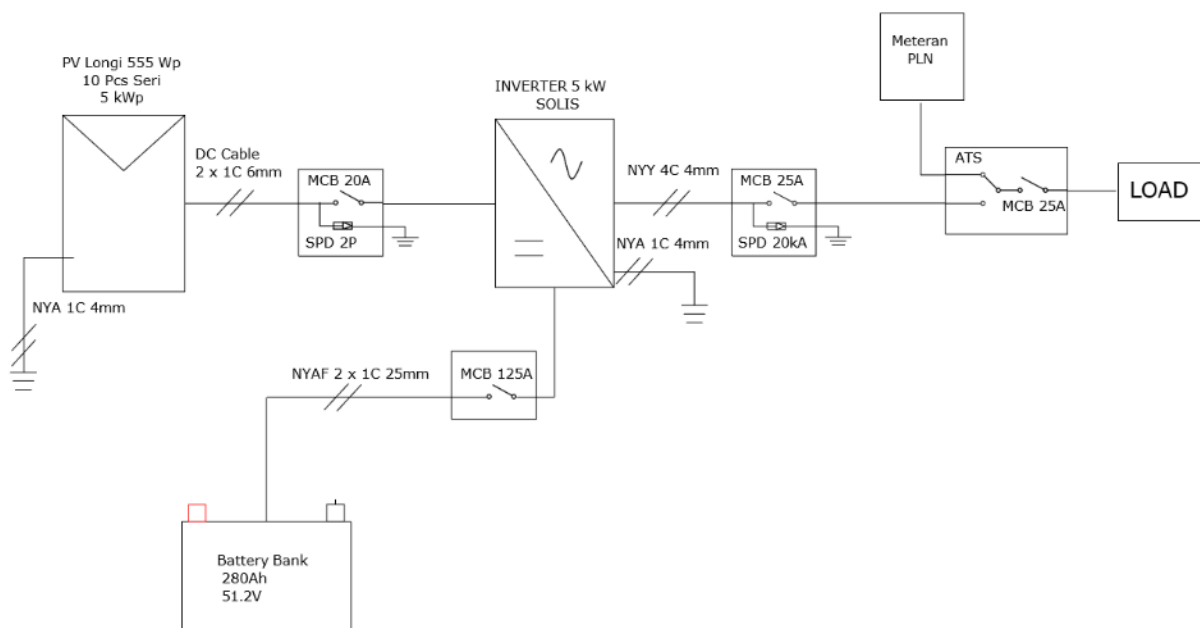 PV Longi 555 Wp
10 Pcs Seri
5 kWp
DC Cable
2 x 1C 6mm
MCB 20A
SPD 2P
NYA 1C 4mm
INVERTER 5 kW
SOLIS
NYY 4C 4mm
NYA 1C 4mm
MCB 25A
SPD 20kA
Meteran
PLN
ATS
MCB 25A
LOAD
NYAF 2 x 1C 25mm
MCB 125A
Battery Bank
280Ah
51.2V